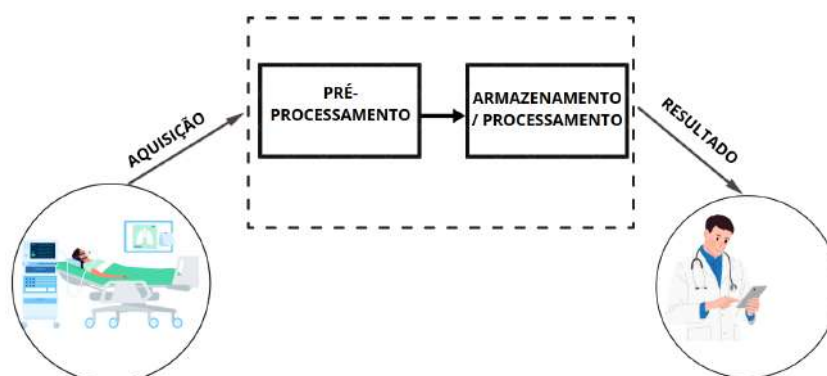 AQUISIÇÃO
PRÉ-
PROCESSAMENTO
ARMAZENAMENTO
/ PROCESSAMENTO
RESULTADO